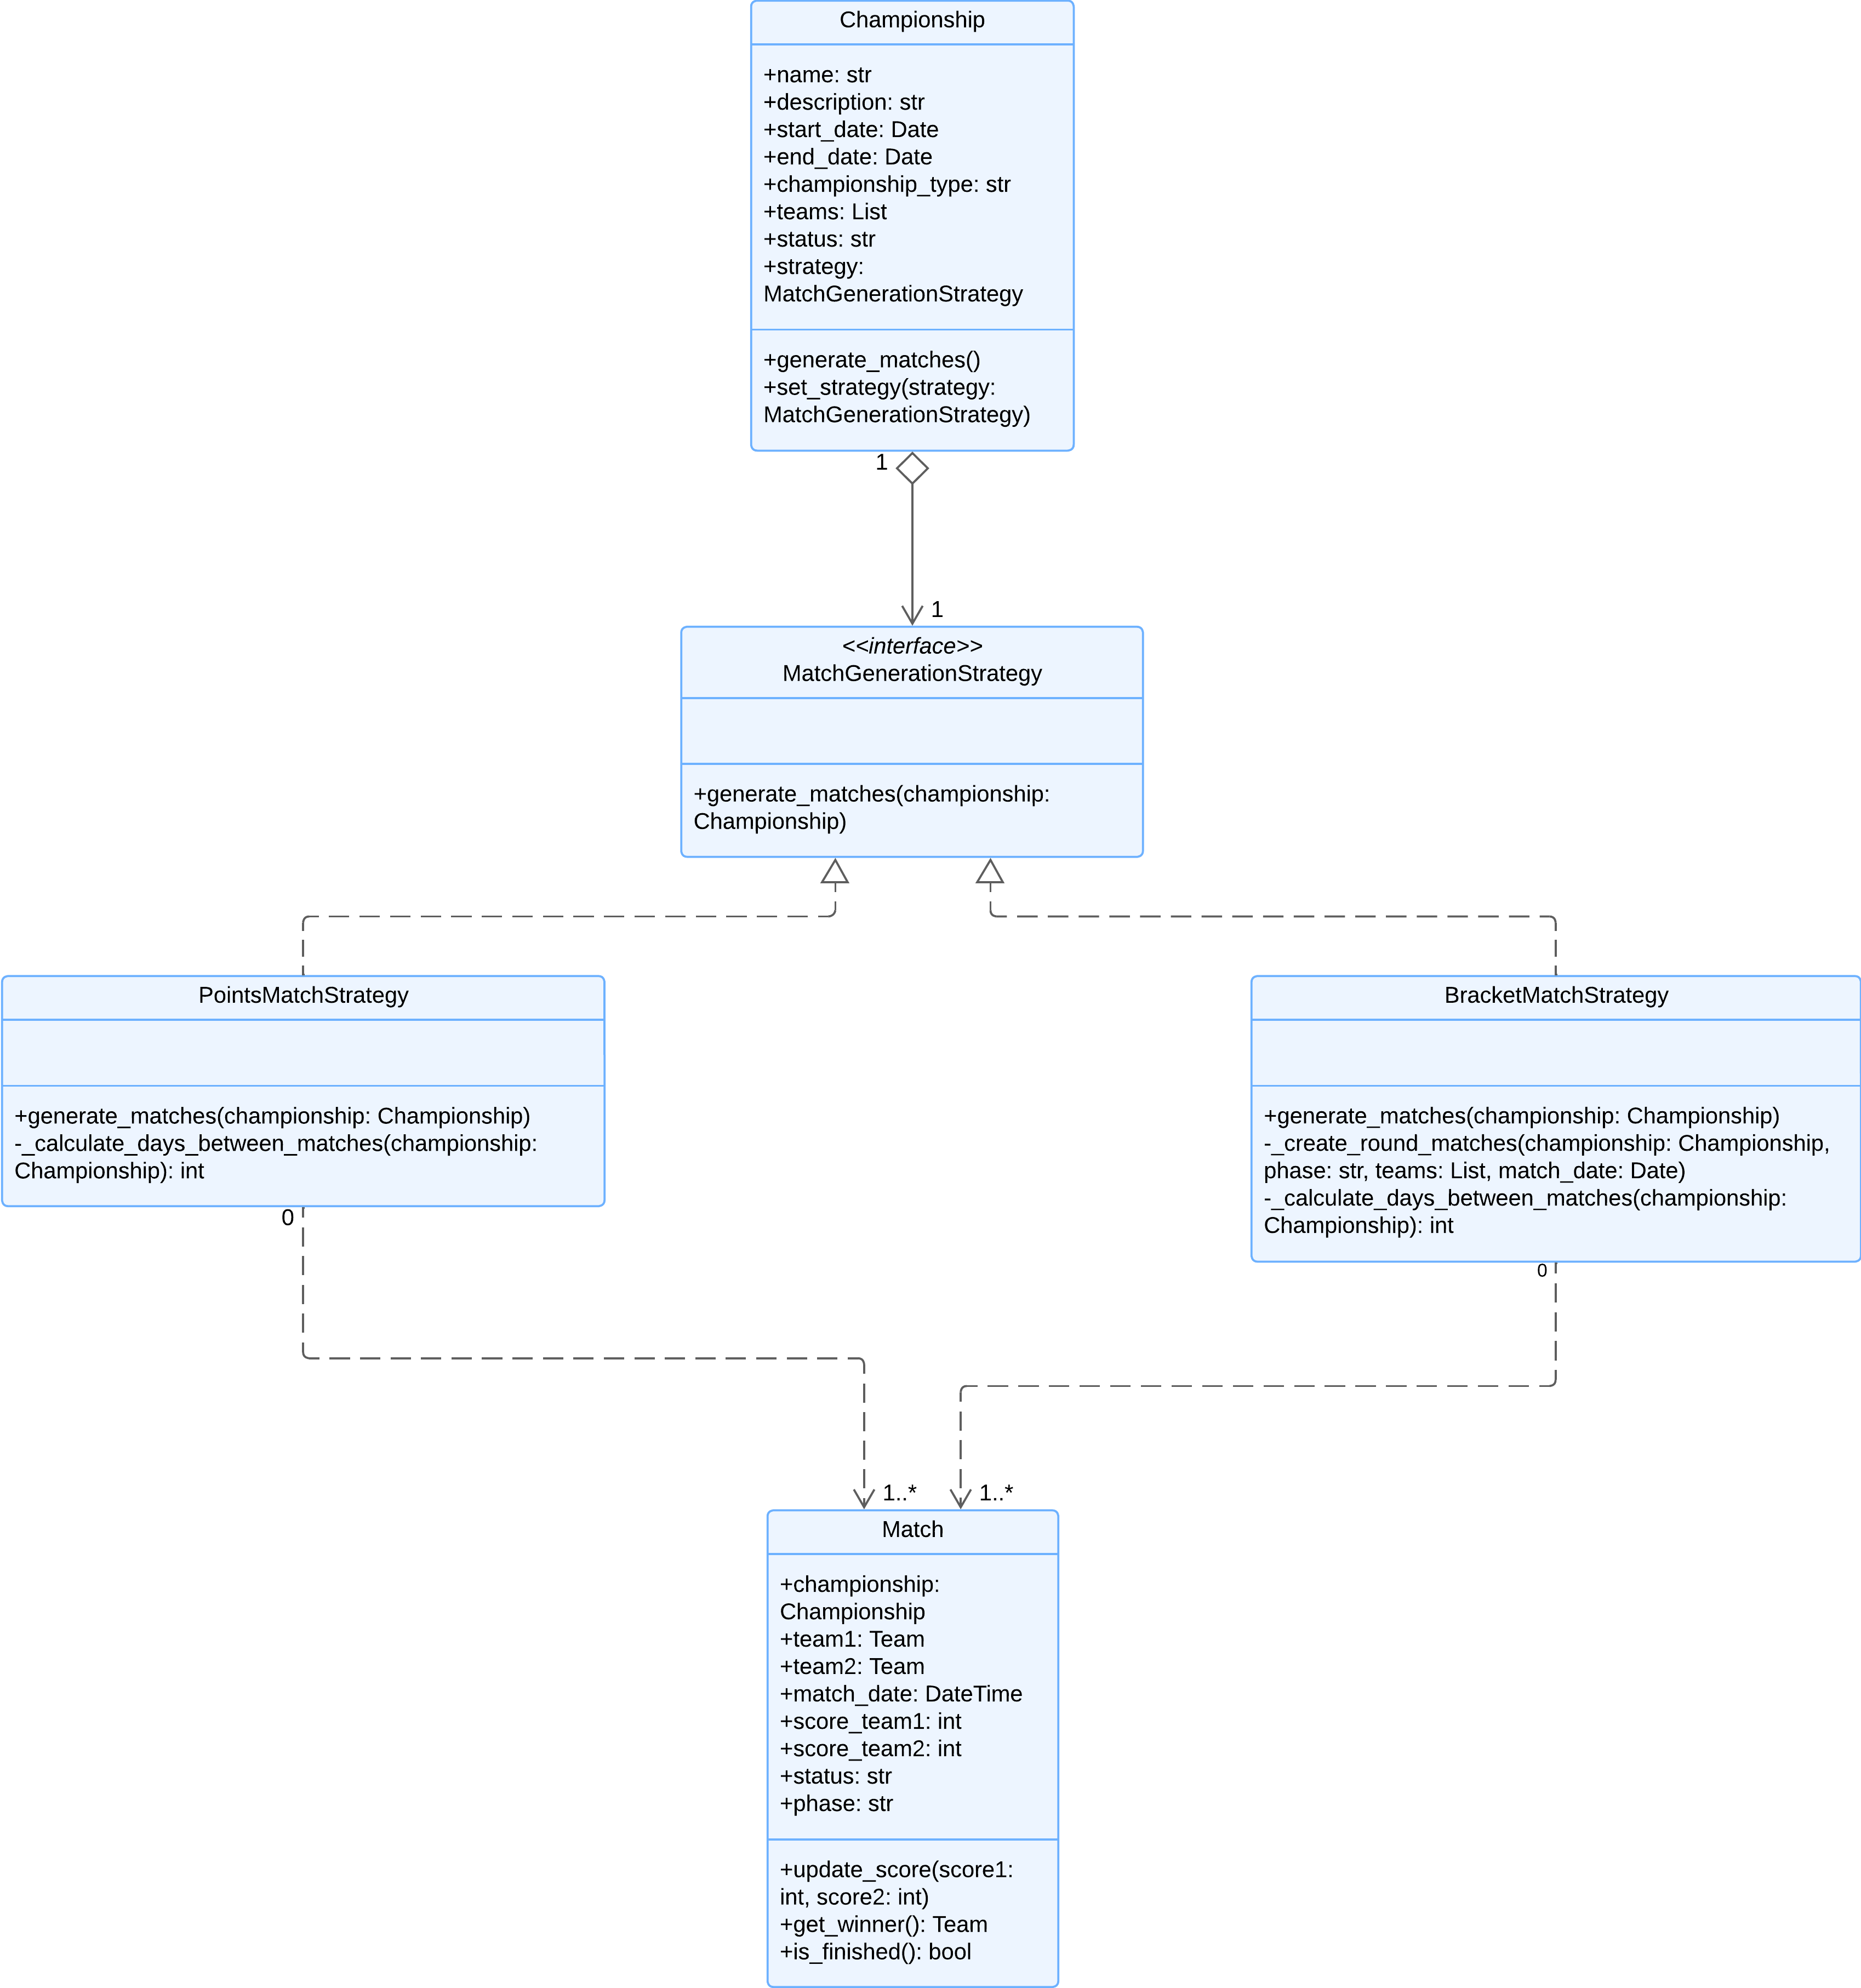 Championship
+name: str
+description: str
+start_date: Date
+end_date: Date
+championship_type: str
+teams: List
+status: str
+strategy:
MatchGenerationStrategy
+generate_matches()
+set_strategy(strategy:
MatchGenerationStrategy)
1
1
<<interface>>
MatchGenerationStrategy
+generate_matches(championship:
Championship)
PointsMatchStrategy
+generate_matches(championship: Championship)
-_calculate_days_between_matches(championship:
Championship): int
0
BracketMatchStrategy
+generate_matches(championship: Championship)
-_create_round_matches(championship: Championship,
phase: str, teams: List, match_date: Date)
-_calculate_days_between_matches(championship:
Championship): int
0
1..*
1..*
Match
+championship:
Championship
+team1: Team
+team2: Team
+match_date: DateTime
+score_team1: int
+score_team2: int
+status: str
+phase: str
+update_score(score1:
int, score2: int)
+get_winner(): Team
+is_finished(): bool